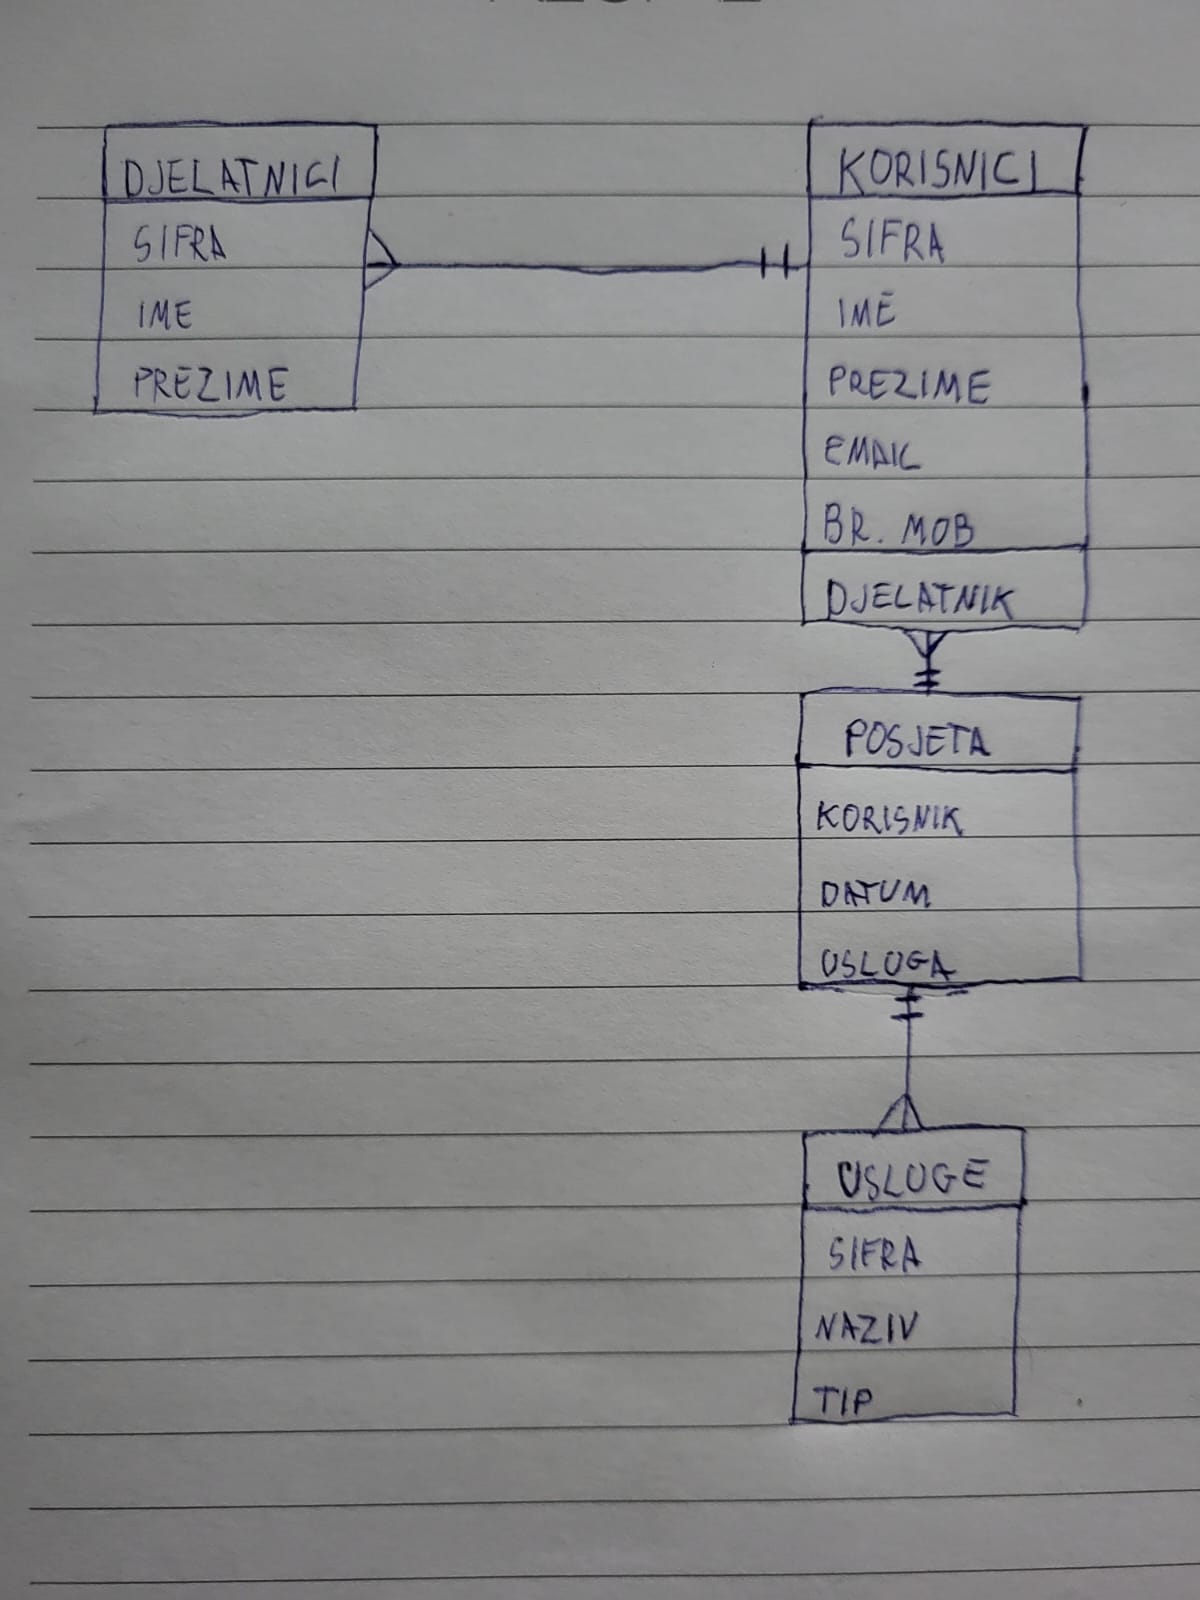 DJELATNICI
SIFRA
IME
PREZIME
KORISNICI
SIFRA
IME
PREZIME
EMAIL
BR. MOB
DJELATNIK
POSJETA
KORISNIK
DATUM
USLUGA
USLUGE
SIFRA
NAZIV
TIP